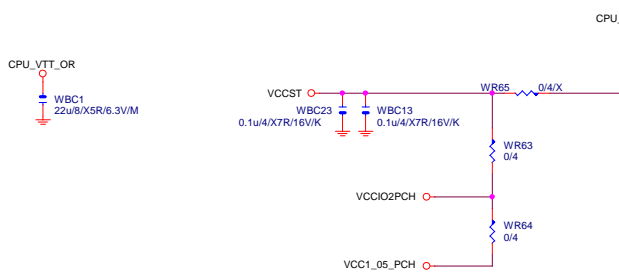 CPU_
CPU_VTT_OR
WBC1
22u/8/X5R/6.3V/M
VCCST
WBC23
0.1u/4/X7R/16V/K
WBC13
0.1u/4/X7R/16V/K
WR65
0/4/X
WR63
0/4
VCCIO2PCH
WR64
0/4
VCC1_05_PCH